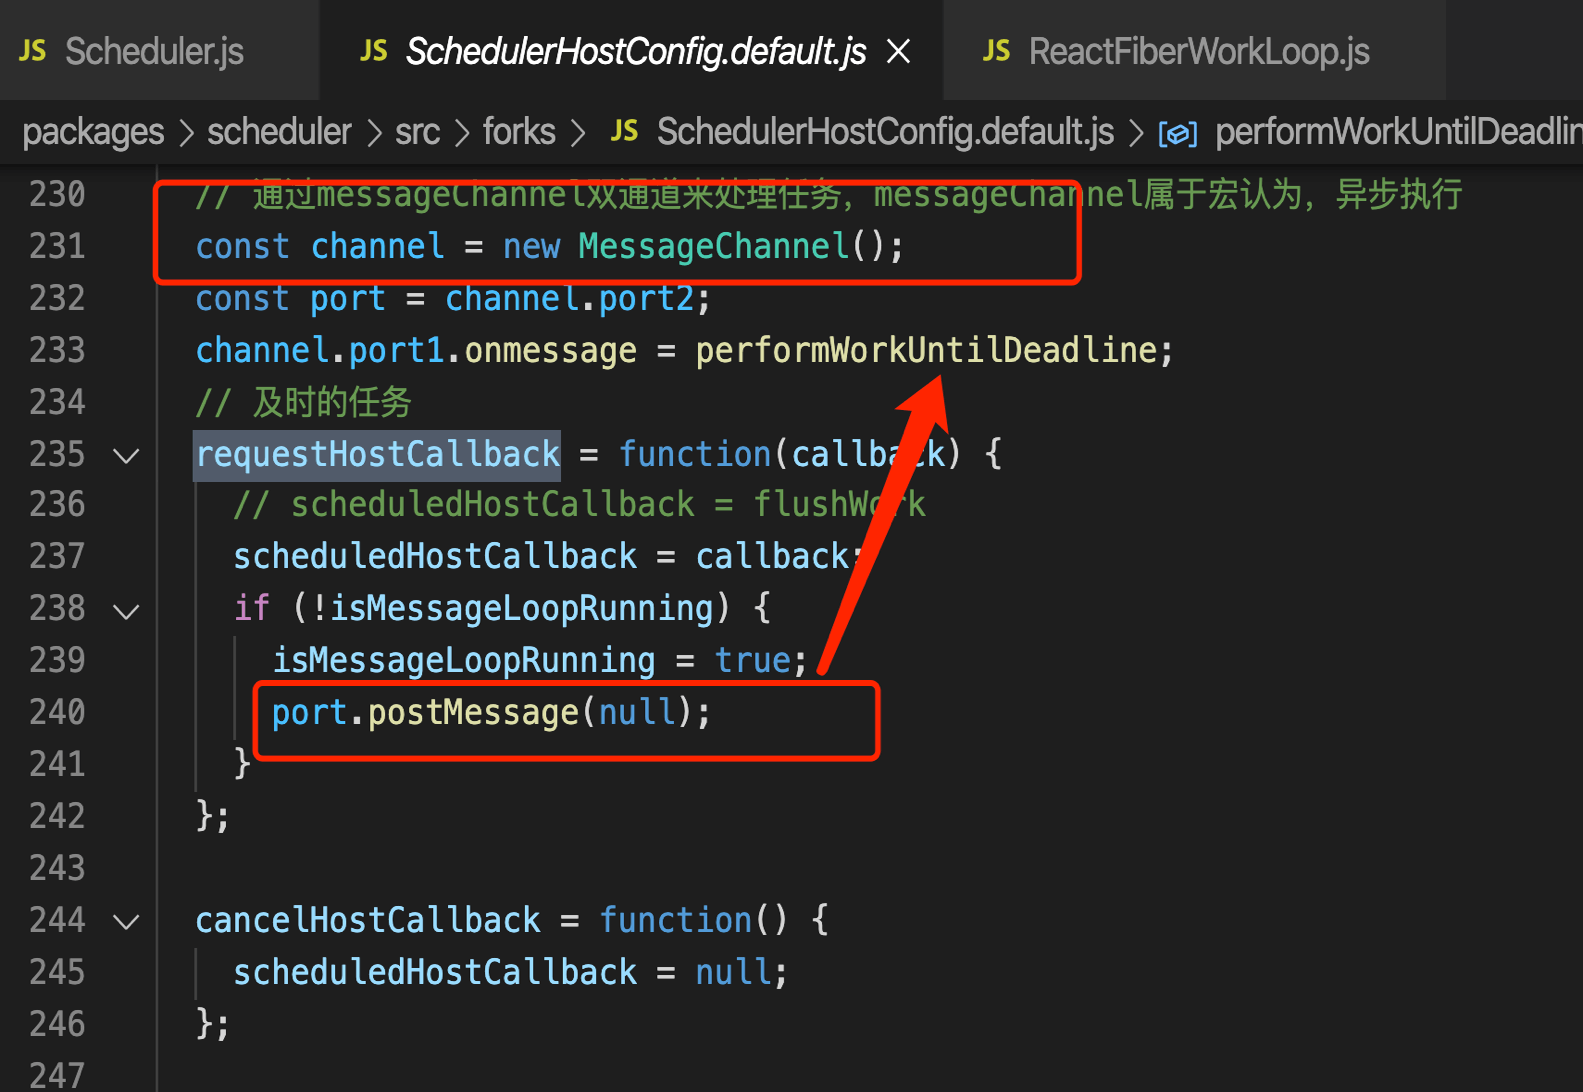 JS Scheduler.js
JS SchedulerHostConfig.default.js
JS ReactFiberWorkLoop.js
packages > scheduler > src > forks > JS SchedulerHostConfig.default.js > performWorkUntilDeadlin
230 // 通过messageChannel双通道来处理任务，messageChannel属于宏认为，异步执行
231 const channel = new MessageChannel();
232 const port = channel.port2;
233 channel.port1.onmessage = performWorkUntilDeadline;
234 // 及时的任务
235 requestHostCallback = function(callback) {
236 // scheduledHostCallback = flushWork
237 scheduledHostCallback = callback;
238 if (!isMessageLoopRunning) {
239 isMessageLoopRunning = true;
240 port.postMessage(null);
241 }
242 };
243
244 cancelHostCallback = function() {
245 scheduledHostCallback = null;
246 };
247